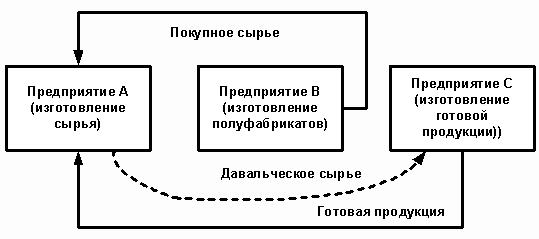 Покупное сырье
Предприятие А
(изготовление
сырья)
Предприятие В
(изготовление
полуфабрикатов)
Предприятие С
(изготовление
готовой
продукции))
Давальческое сырье
Готовая продукция